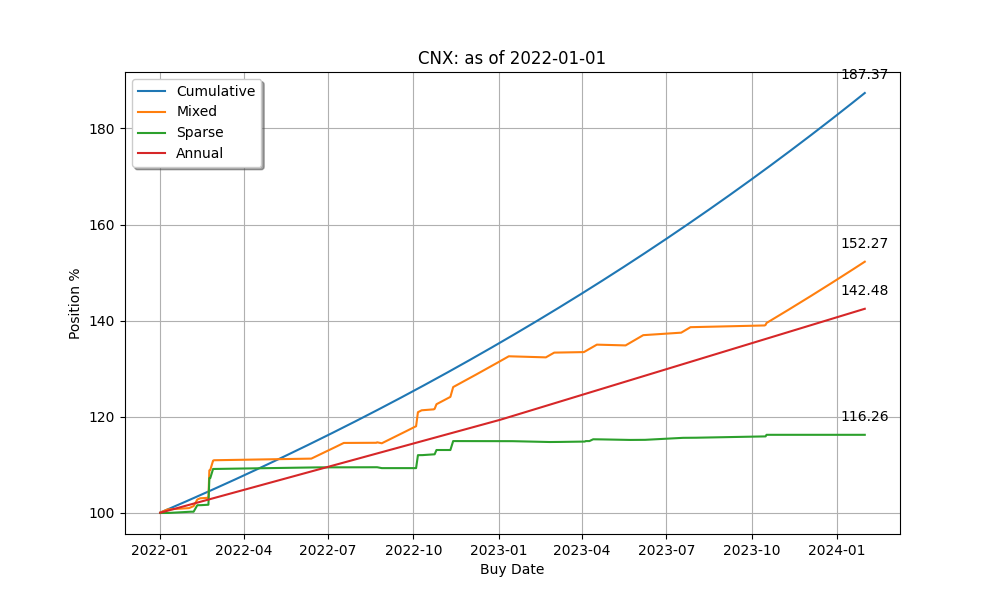 CNX: as of 2022-01-01
187.37
Cumulative
Mixed
Sparse
Annual
180
160
152.27
142.48
140
120
116.26
100
Position %
2022-01 2022-04 2022-07 2022-10 2023-01 2023-04 2023-07 2023-10 2024-01
Buy Date